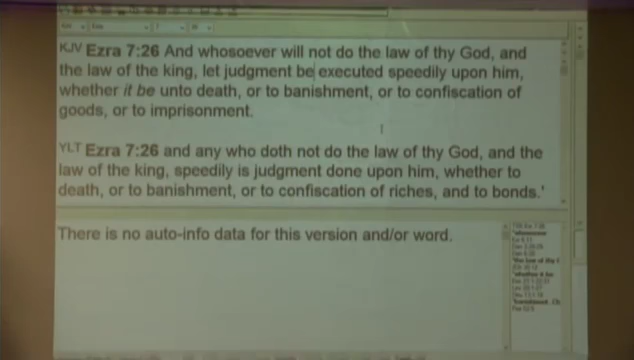 KJV Ezra 7:26 And whosoever will not do the law of thy God, and
the law of the king, let judgment be executed speedily upon him,
whether it be unto death, or to banishment, or to confiscation of
goods, or to imprisonment.
YLT Ezra 7:26 and any who doth not do the law of thy God, and the
law of the king, speedily is judgment done upon him, whether to
death, or to banishment, or to confiscation of riches, and to bonds.'
There is no auto-info data for this version and/or word.